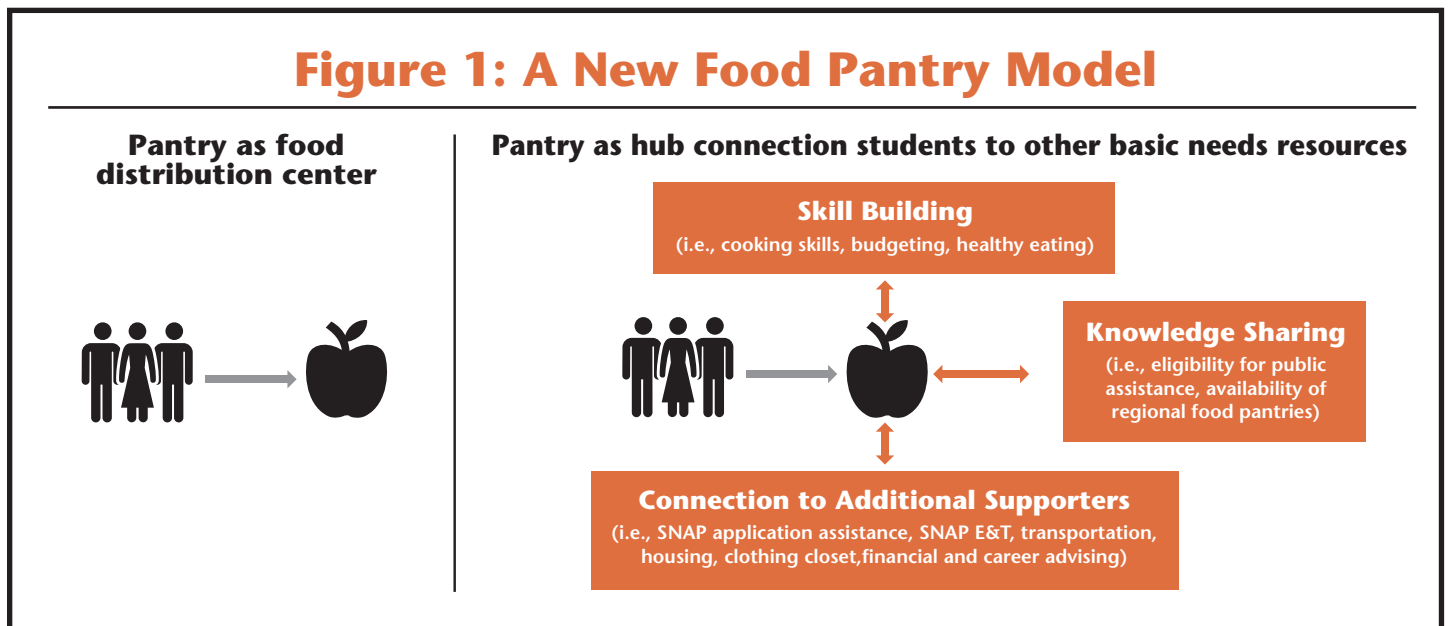 Figure 1: A New Food Pantry Model
Pantry as food
distribution center
Pantry as hub connection students to other basic needs resources
Skill Building
(i.e., cooking skills, budgeting, healthy eating)
Knowledge Sharing
(i.e., eligibility for public
assistance, availability of
regional food pantries)
Connection to Additional Supporters
(i.e., SNAP application assistance, SNAP E&T, transportation,
housing, clothing closet,financial and career advising)